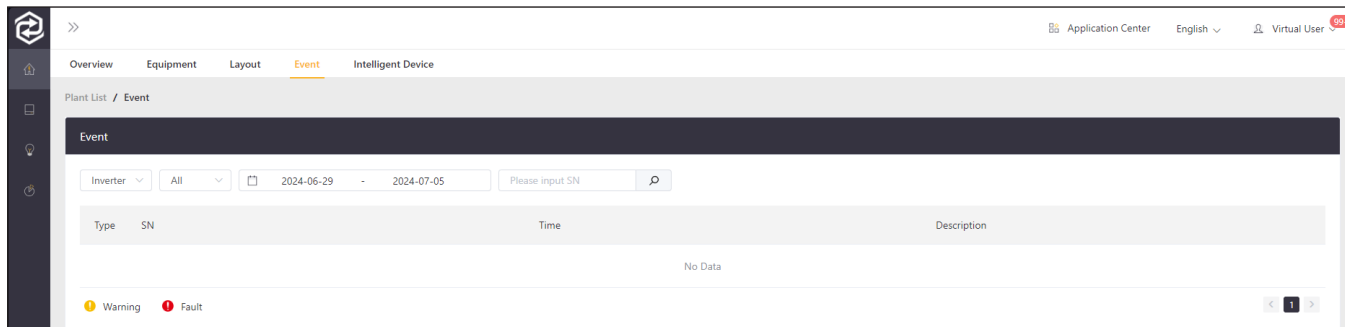 Application Center English Virtual User 99
Overview Equipment Layout Event Intelligent Device
Plant List / Event
Event
Inverter All 2024-06-29 - 2024-07-05 Please input SN
Type SN Time Description
No Data
Warning Fault 1